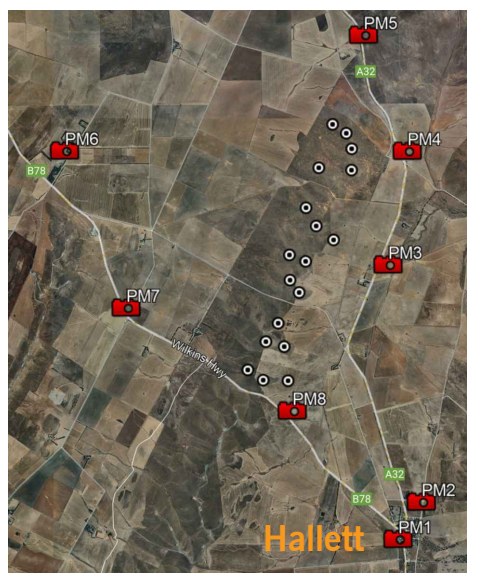 PM5
A32
PM6
PM4
B78
PM3
PM7
Wilkins Hwy
PM8
A32
PM2
B78
PM1
Hallett